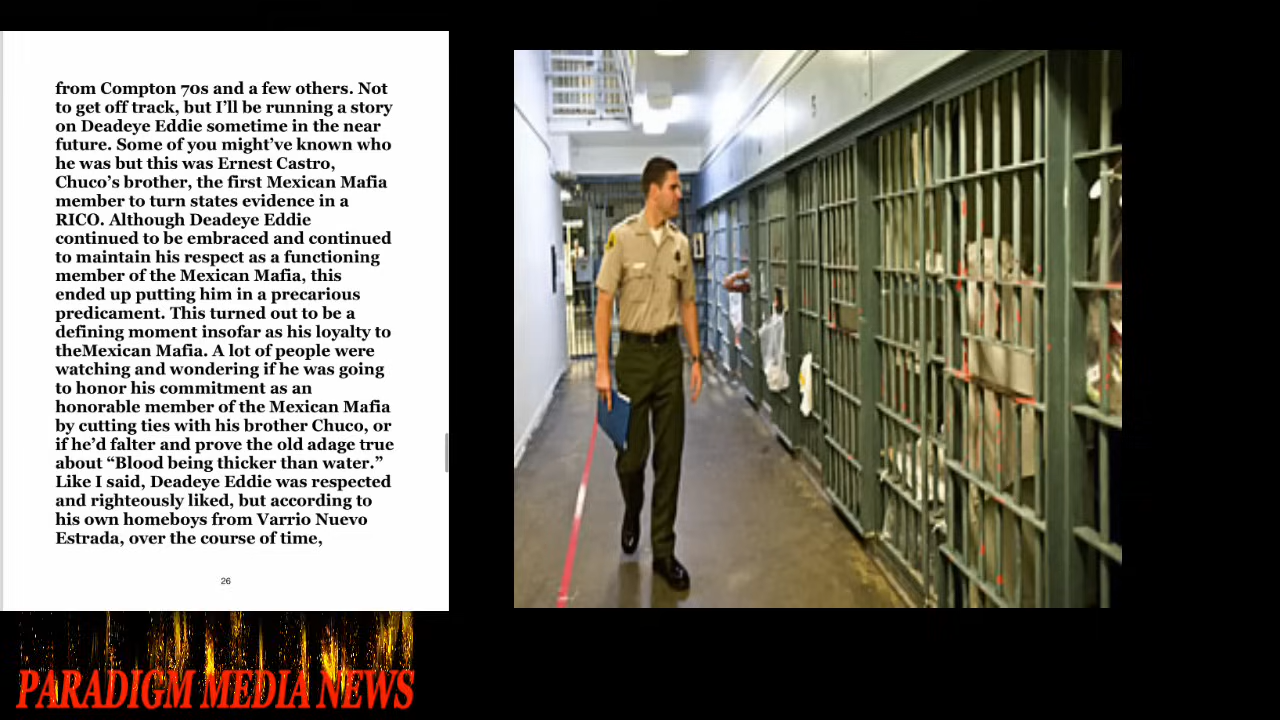 from Compton 70s and a few others. Not
to get off track, but I'll be running a story
on Deadeye Eddie sometime in the near
future. Some of you might've known who
he was but this was Ernest Castro,
Chuco's brother, the first Mexican Mafia
member to turn states evidence in a
RICO. Although Deadeye Eddie
continued to be embraced and continued
to maintain his respect as a functioning
member of the Mexican Mafia, this
ended up putting him in a precarious
predicament. This turned out to be a
defining moment insofar as his loyalty to
theMexican Mafia. A lot of people were
watching and wondering if he was going
to honor his commitment as an
honorable member of the Mexican Mafia
by cutting ties with his brother Chuco, or
if he'd falter and prove the old adage true
about “Blood being thicker than water.”
Like I said, Deadeye Eddie was respected
and righteously liked, but according to
his own homeboys from Varrio Nuevo
Estrada, over the course of time,
26
5
PARADIGM MEDIA NEWS